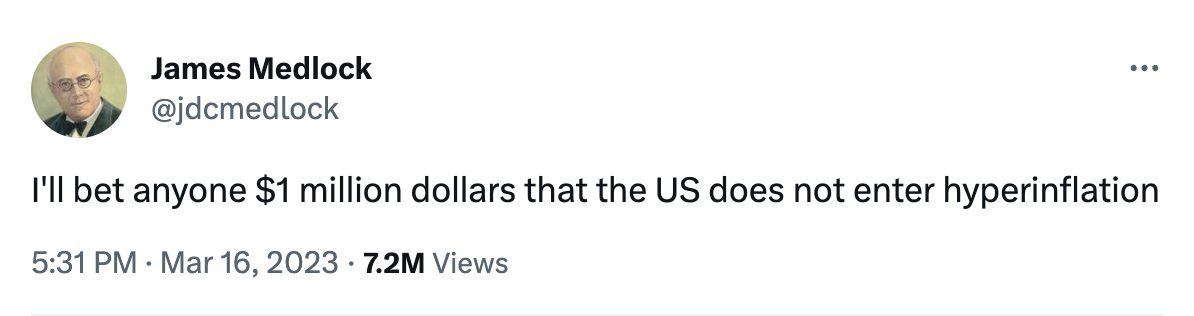 James Medlock
@jdcmedlock
I'll bet anyone $1 million dollars that the US does not enter hyperinflation
5:31 PM · Mar 16, 2023 · 7.2M Views